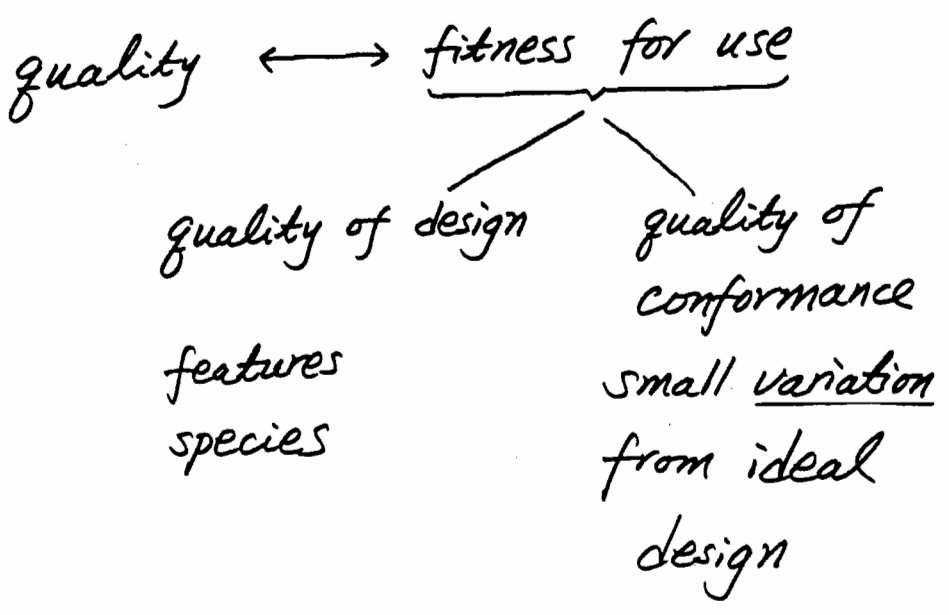 quality ↔ fitness for use
quality of design
features
species
quality of
conformance
small variation
from ideal
design